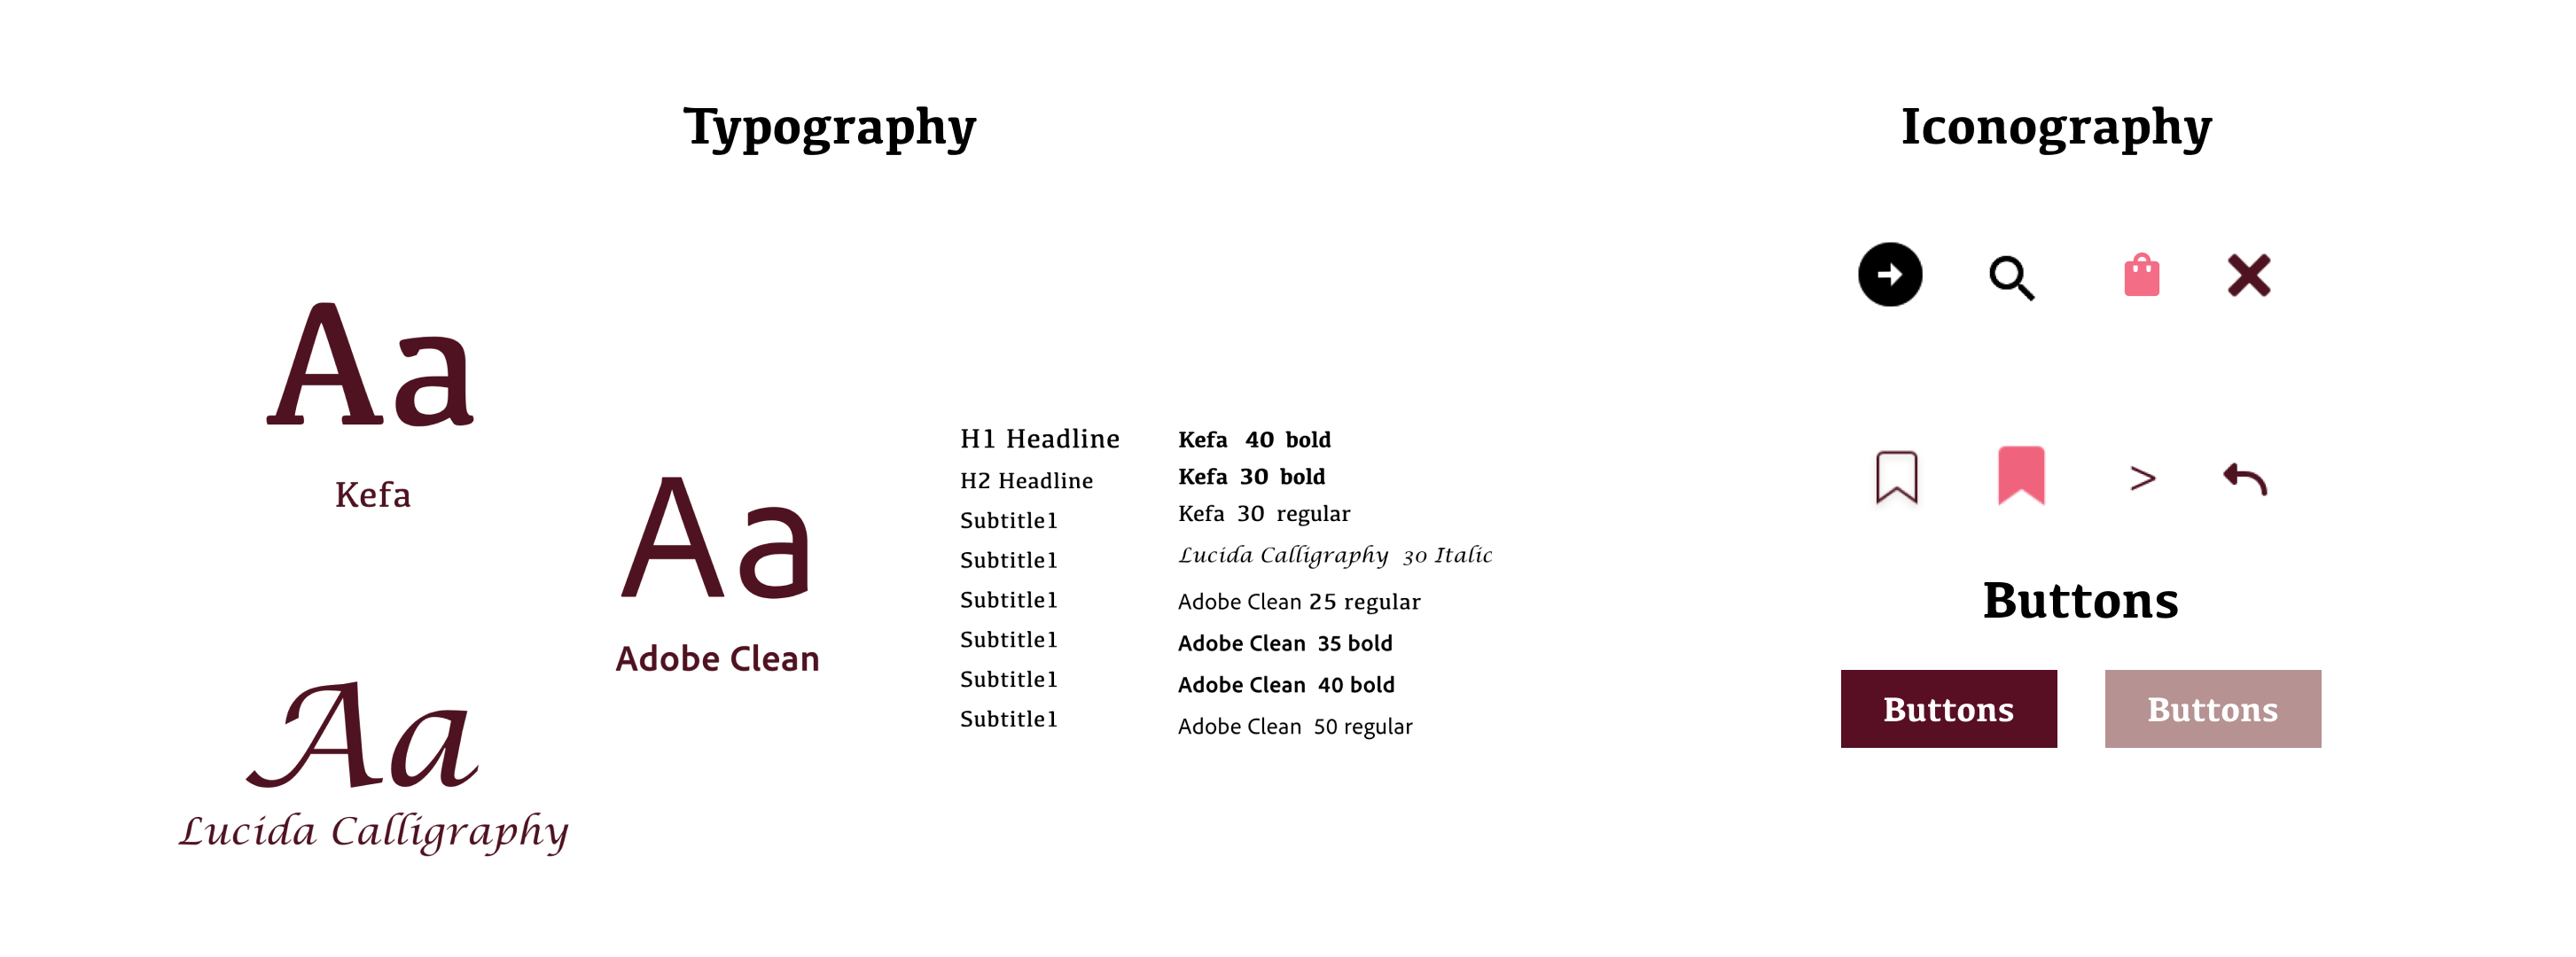 Typography
Aa
Kefa
Aa
Adobe Clean
Aa
Lucida Calligraphy
H1 Headline
H2 Headline
Subtitle1
Subtitle1
Subtitle1
Subtitle1
Subtitle1
Subtitle1
Kefa 40 bold
Kefa 30 bold
Kefa 30 regular
Lucida Calligraphy 30 Italic
Adobe Clean 25 regular
Adobe Clean 35 bold
Adobe Clean 40 bold
Adobe Clean 50 regular
Iconography
>
Buttons
Buttons
Buttons